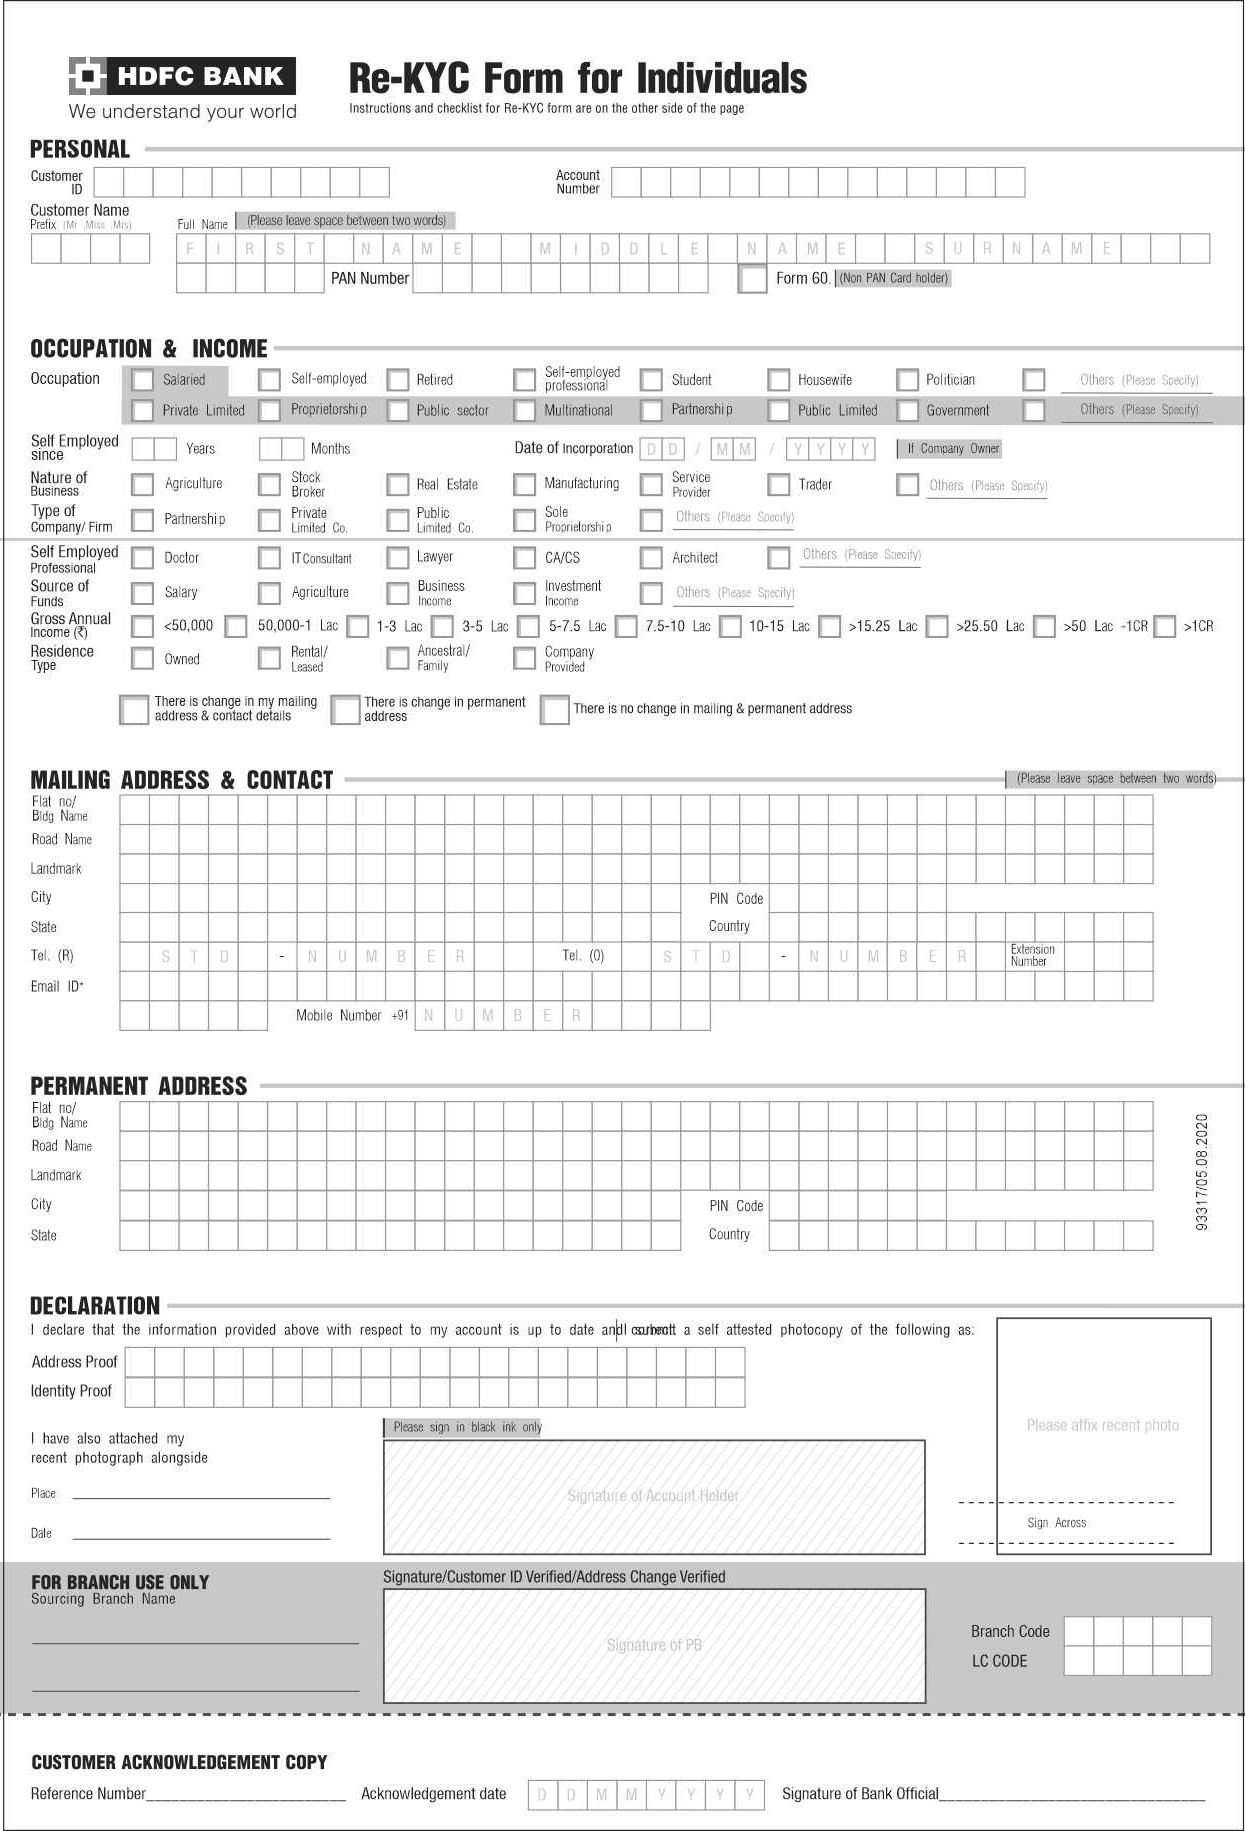 HDFC BANK
We understand your world
Re-KYC Form for Individuals
Instructions and checklist for Re-KYC form are on the other side of the page
PERSONAL
Customer ID
Account Number
Customer Name
Prefix (Mr ,Miss ,Mrs)
Full Name (Please leave space between two words)
FIRST NAME MIDDLE NAME SURNAME
PAN Number
Form 60. (Non PAN Card holder)
OCCUPATION & INCOME
Occupation Salaried Self-employed Retired Self-employed professional Student Housewife Politician Others (Please Specify)
Private Limited Proprietorship Public sector Multinational Partnership Public Limited Government Others (Please Specify)
Self Employed since Years Months Date of Incorporation DD / MM / YYYY If Company Owner
Nature of Business Agriculture Stock Broker Real Estate Manufacturing Service Provider Trader Others (Please Specify)
Type of Company/ Firm Partnership Private Limited Co. Public Limited Co. Sole Proprietorship Others (Please Specify)
Self Employed Professional Doctor IT Consultant Lawyer CA/CS Architect Others (Please Specify)
Source of Funds Salary Agriculture Business Income Investment Income Others (Please Specify)
Gross Annual Income (₹) <50,000 50,000-1 Lac 1-3 Lac 3-5 Lac 5-7.5 Lac 7.5-10 Lac 10-15 Lac >15.25 Lac >25.50 Lac >50 Lac -1CR >1CR
Residence Type Owned Rental/ Leased Ancestral/ Family Company Provided
There is change in my mailing address & contact details
There is change in permanent address
There is no change in mailing & permanent address
MAILING ADDRESS & CONTACT (Please leave space between two words)
Flat no/ Bldg Name
Road Name
Landmark
City PIN Code
State Country
Tel. (R) STD - NUMBER Tel. (O) STD - NUMBER Extension Number
Email ID*
Mobile Number +91 NUMBER
PERMANENT ADDRESS
Flat no/ Bldg Name
Road Name
Landmark
City PIN Code
State Country
93317/05.08.2020
DECLARATION
I declare that the information provided above with respect to my account is up to date and a self attested photocopy of the following as:
Address Proof
Identity Proof
Please affix recent photo
Sign Across
I have also attached my
recent photograph alongside
Place
Date
Please sign in black ink only
Signature of Account Holder
FOR BRANCH USE ONLY
Sourcing Branch Name
Signature/Customer ID Verified/Address Change Verified
Signature of PB
Branch Code
LC CODE
CUSTOMER ACKNOWLEDGEMENT COPY
Reference Number Acknowledgement date DDMMYYYY Signature of Bank Official